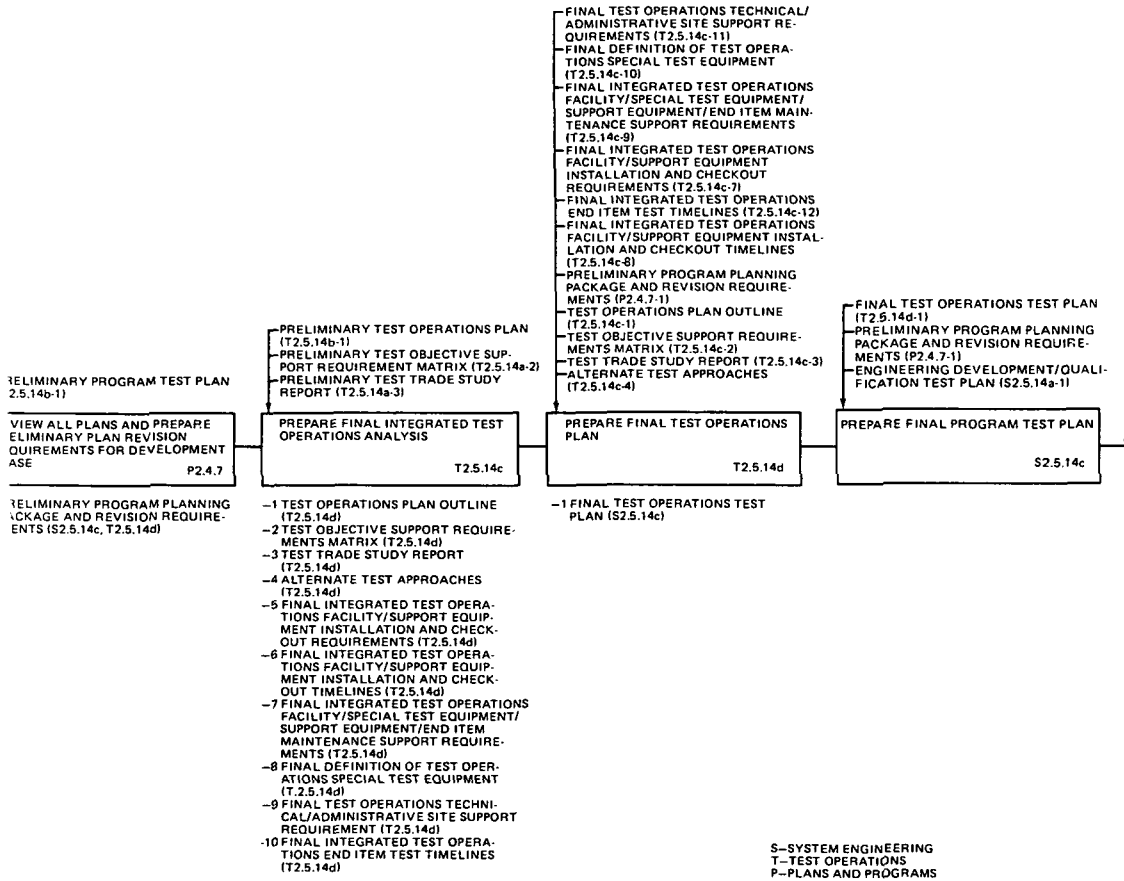 RELIMINARY PROGRAM TEST PLAN
2.5.14b-1)
VIEW ALL PLANS AND PREPARE
ELIMINARY PLAN REVISION
QUIREMENTS FOR DEVELOPMENT
ASE
P2.4.7
RELIMINARY PROGRAM PLANNING
ACKAGE AND REVISION REQUIRE-
ENTS (S2.5.14c, T2.5.14d)
PRELIMINARY TEST OPERATIONS PLAN
(T2.5.14b-1)
PRELIMINARY TEST OBJECTIVE SUP-
PORT REQUIREMENT MATRIX (T2.5.14a-2)
PRELIMINARY TEST TRADE STUDY
REPORT (T2.5.14a-3)
PREPARE FINAL INTEGRATED TEST
OPERATIONS ANALYSIS
T2.5.14c
-1 TEST OPERATIONS PLAN OUTLINE
(T2.5.14d)
-2 TEST OBJECTIVE SUPPORT REQUIRE-
MENTS MATRIX (T2.5.14d)
-3 TEST TRADE STUDY REPORT
(T2.5.14d)
-4 ALTERNATE TEST APPROACHES
(T2.5.14d)
-5 FINAL INTEGRATED TEST OPERA-
TIONS FACILITY/SUPPORT EQUIP-
MENT INSTALLATION AND CHECK-
OUT REQUIREMENTS (T2.5.14d)
-6 FINAL INTEGRATED TEST OPERA-
TIONS FACILITY/SUPPORT EQUIP-
MENT INSTALLATION AND CHECK-
OUT TIMELINES (T2.5.14d)
-7 FINAL INTEGRATED TEST OPERATIONS
FACILITY/SPECIAL TEST EQUIPMENT/
SUPPORT EQUIPMENT/END ITEM
MAINTENANCE SUPPORT REQUIRE-
MENTS (T2.5.14d)
-8 FINAL DEFINITION OF TEST OPER-
ATIONS SPECIAL TEST EQUIPMENT
(T.2.5.14d)
-9 FINAL TEST OPERATIONS TECHNI-
CAL/ADMINISTRATIVE SITE SUPPORT
REQUIREMENT (T2.5.14d)
-10 FINAL INTEGRATED TEST OPERA-
TIONS END ITEM TEST TIMELINES
(T2.5.14d)
FINAL TEST OPERATIONS TECHNICAL/
ADMINISTRATIVE SITE SUPPORT RE-
QUIREMENTS (T2.5.14c-11)
FINAL DEFINITION OF TEST OPERA-
TIONS SPECIAL TEST EQUIPMENT
(T2.5.14c-10)
FINAL INTEGRATED TEST OPERATIONS
FACILITY/SPECIAL TEST EQUIPMENT/
SUPPORT EQUIPMENT/END ITEM MAIN-
TENANCE SUPPORT REQUIREMENTS
(T2.5.14c-9)
FINAL INTEGRATED TEST OPERATIONS
FACILITY/SUPPORT EQUIPMENT
INSTALLATION AND CHECKOUT
REQUIREMENTS (T2.5.14c-7)
FINAL INTEGRATED TEST OPERATIONS
END ITEM TEST TIMELINES (T2.5.14c-12)
FINAL INTEGRATED TEST OPERATIONS
FACILITY/SUPPORT EQUIPMENT INSTAL-
LATION AND CHECKOUT TIMELINES
(T2.5.14c-8)
PRELIMINARY PROGRAM PLANNING
PACKAGE AND REVISION REQUIRE-
MENTS (P2.4.7-1)
TEST OPERATIONS PLAN OUTLINE
(T2.5.14c-1)
TEST OBJECTIVE SUPPORT REQUIRE-
MENTS MATRIX (T2.5.14c-2)
TEST TRADE STUDY REPORT (T2.5.14c-3)
ALTERNATE TEST APPROACHES
(T2.5.14c-4)
PREPARE FINAL TEST OPERATIONS
PLAN
T2.5.14d
-1 FINAL TEST OPERATIONS TEST
PLAN (S2.5.14c)
FINAL TEST OPERATIONS TEST PLAN
(T2.5.14d-1)
PRELIMINARY PROGRAM PLANNING
PACKAGE AND REVISION REQUIRE-
MENTS (P2.4.7-1)
ENGINEERING DEVELOPMENT/QUALI-
FICATION TEST PLAN (S2.5.14a-1)
PREPARE FINAL PROGRAM TEST PLAN
S2.5.14c
S-SYSTEM ENGINEERING
T-TEST OPERATIONS
P-PLANS AND PROGRAMS